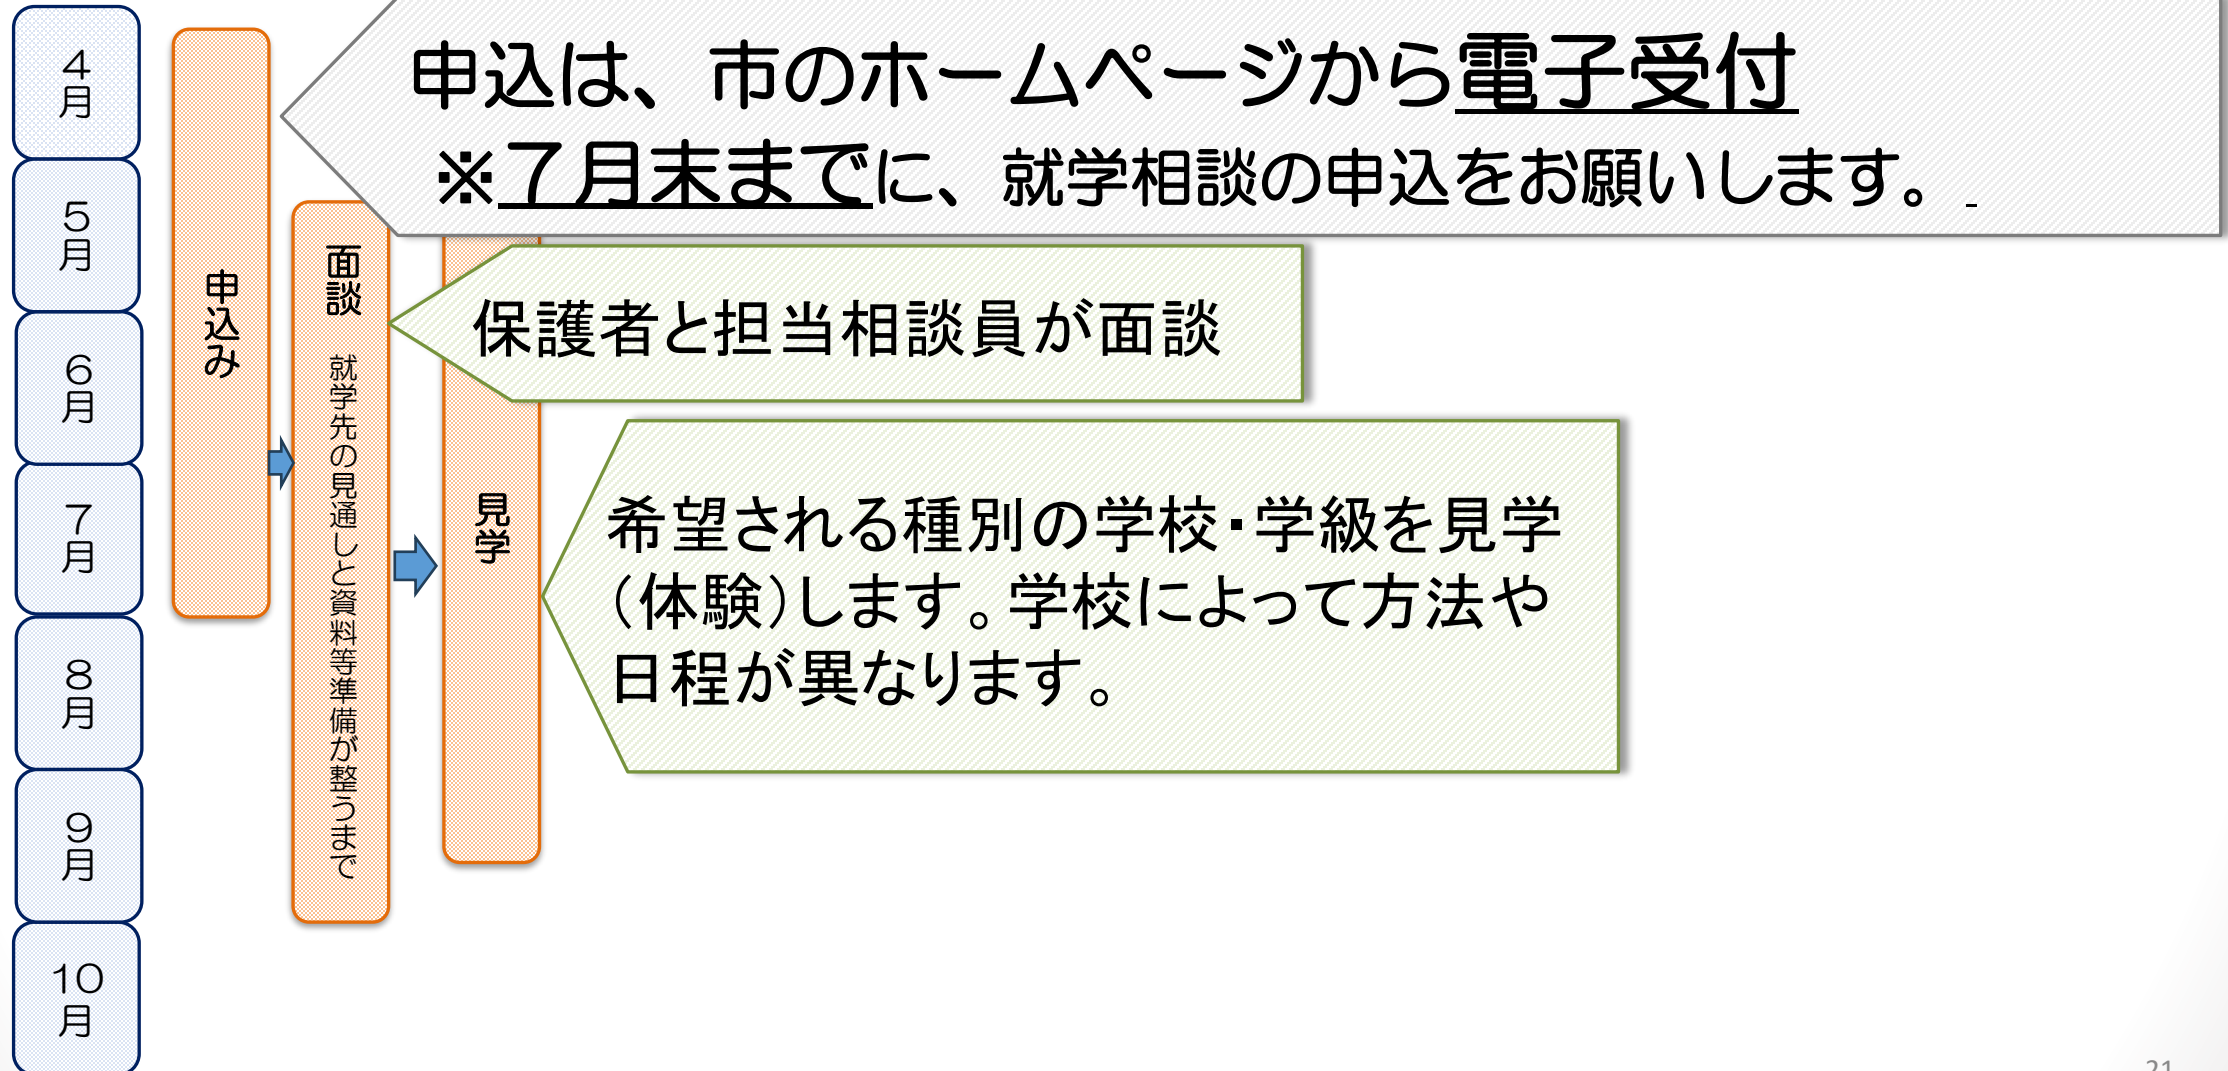 4月
5月
6月
7月
8月
9月
10月
申込み
面談 就学先の見通しと資料等準備が整うまで
見学
申込は、市のホームページから電子受付
※7月末までに、就学相談の申込をお願いします。
保護者と担当相談員が面談
希望される種別の学校・学級を見学
(体験)します。学校によって方法や
日程が異なります。
21